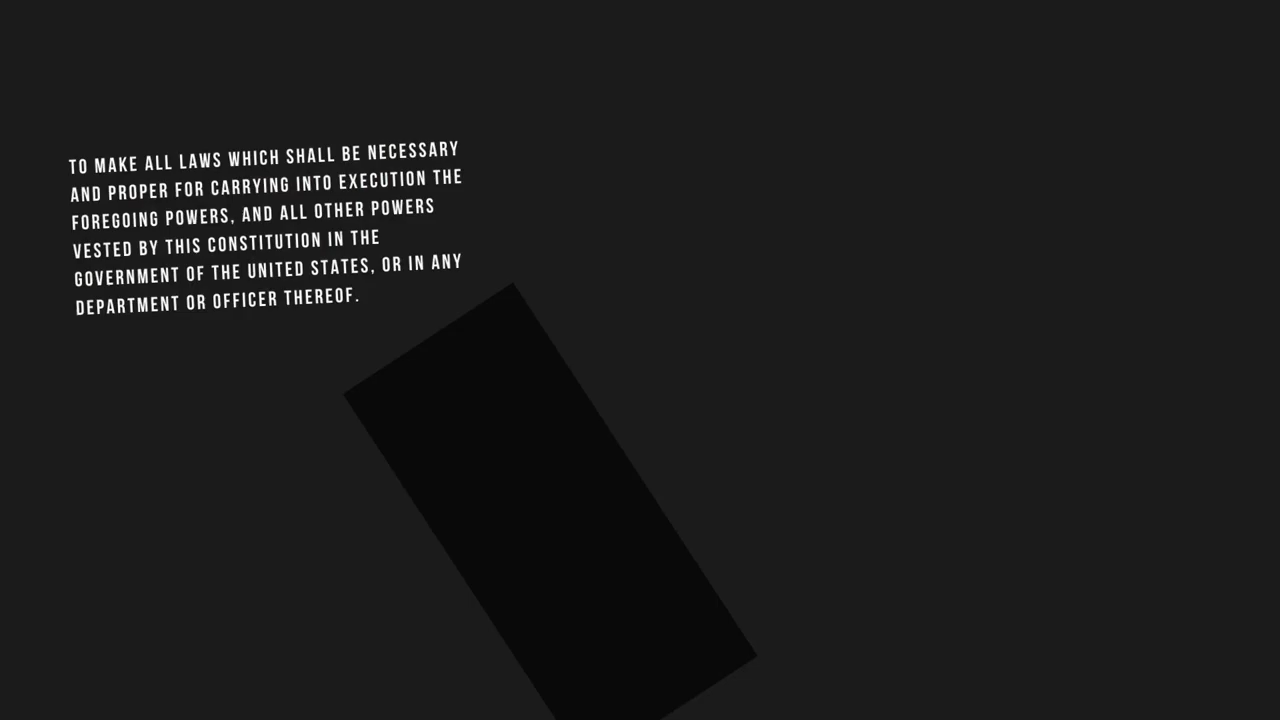 TO MAKE ALL LAWS WHICH SHALL BE NECESSARY
AND PROPER FOR CARRYING INTO EXECUTION THE
FOREGOING POWERS, AND ALL OTHER POWERS
VESTED BY THIS CONSTITUTION IN THE
GOVERNMENT OF THE UNITED STATES, OR IN ANY
DEPARTMENT OR OFFICER THEREOF.